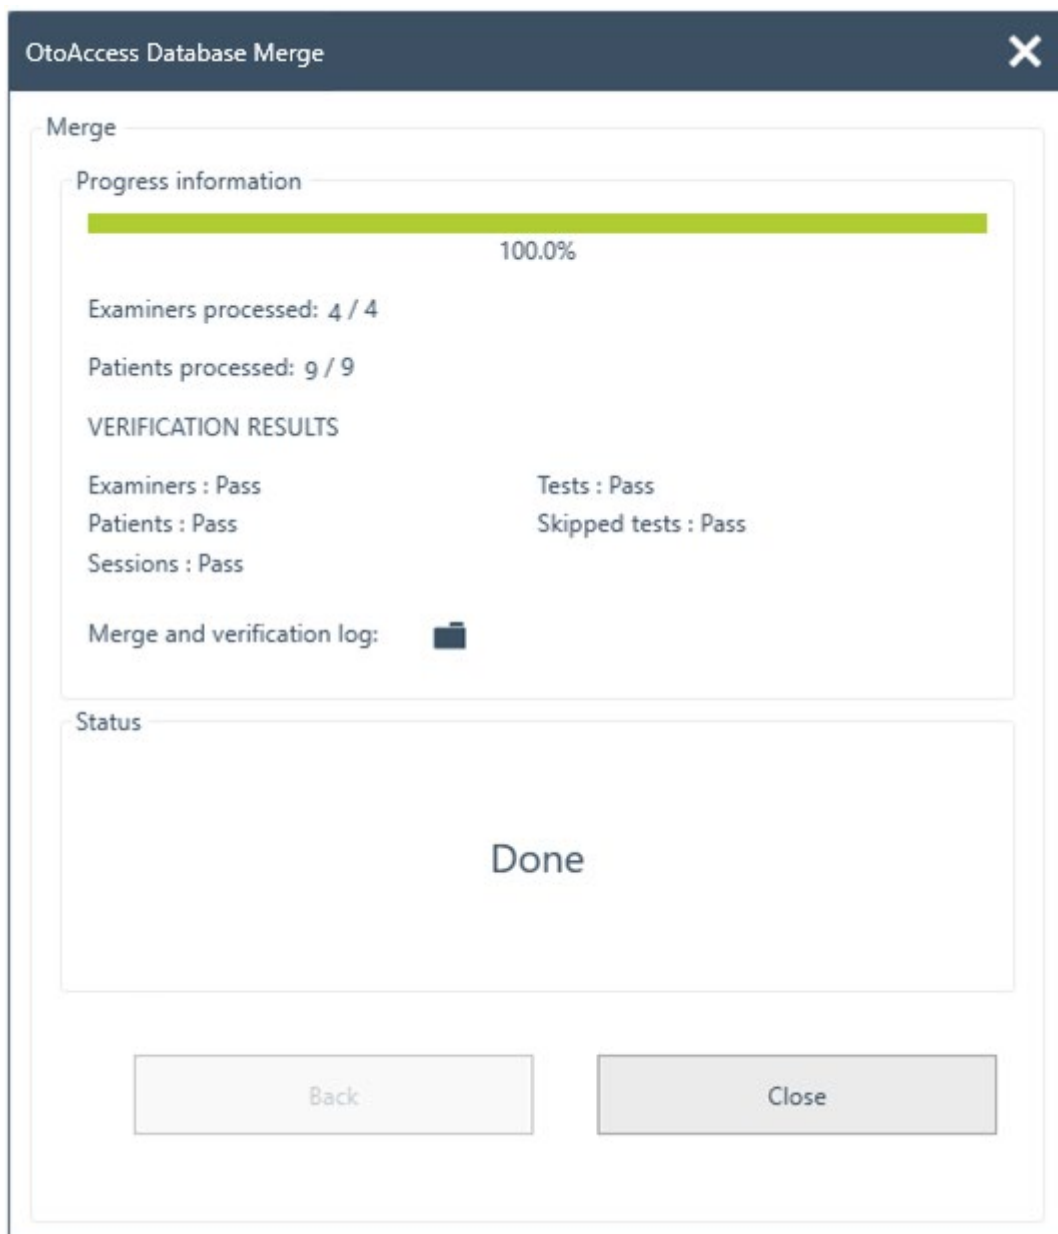 OtoAccess Database Merge
Merge
Progress information
100.0%
Examiners processed: 4 / 4
Patients processed: 9 / 9
VERIFICATION RESULTS
Examiners : Pass
Tests : Pass
Patients : Pass
Skipped tests : Pass
Sessions : Pass
Merge and verification log:
Status
Done
Back
Close